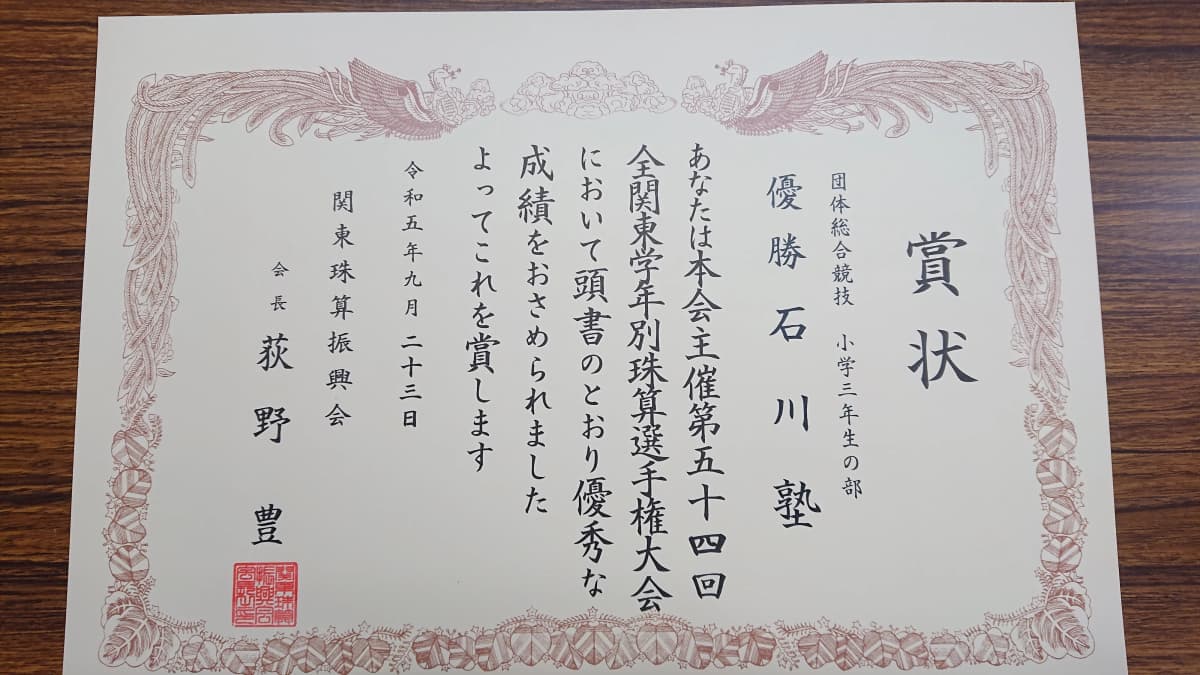 賞状
団体総合競技 小学三年生の部
優勝 石川塾
あなたは本会主催第五十四回
全関東学年別珠算選手権大会
において頭書のとおり優秀な
成績をおさめられました
よってこれを賞します
令和五年九月二十三日
関東珠算振興会
会長 荻野 豊